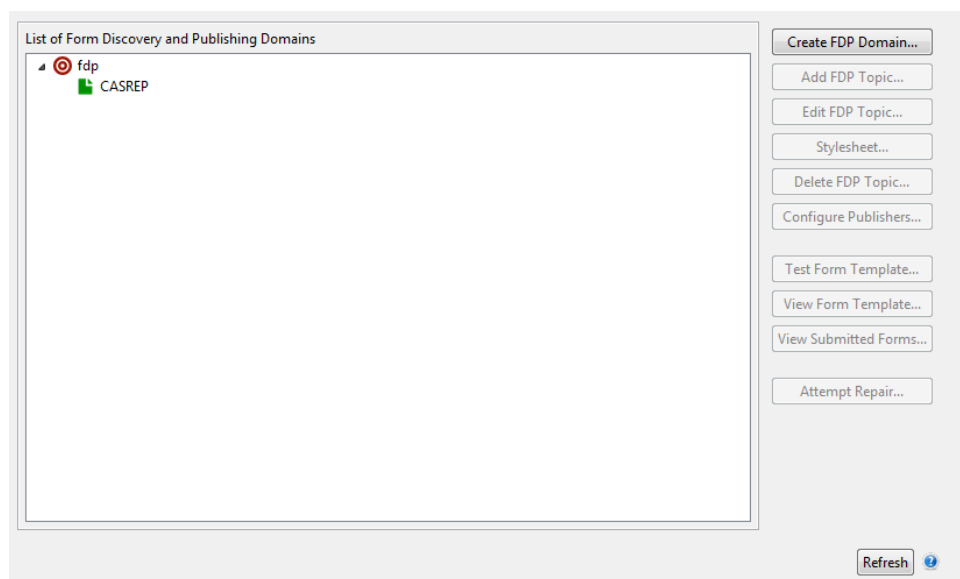 List of Form Discovery and Publishing Domains
fdp
CASREP
Create FDP Domain...
Add FDP Topic...
Edit FDP Topic...
Stylesheet...
Delete FDP Topic...
Configure Publishers...
Test Form Template...
View Form Template...
View Submitted Forms...
Attempt Repair...
Refresh
?